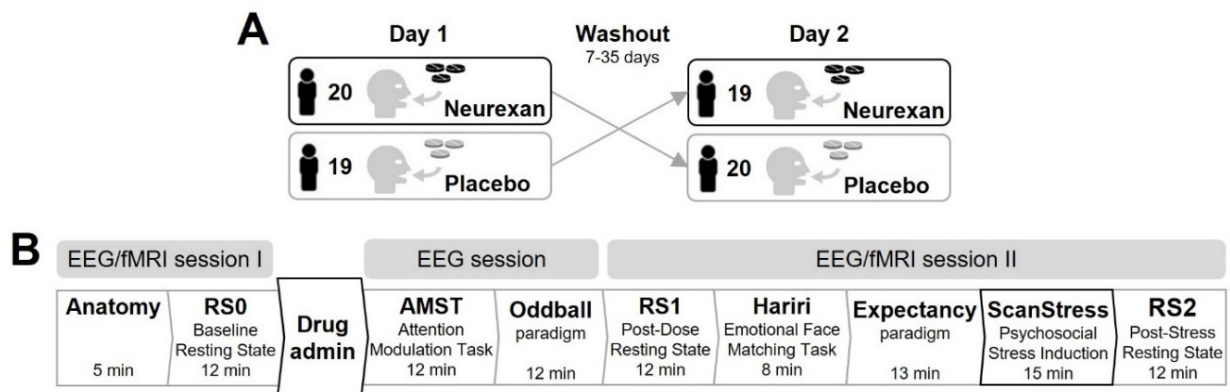 A
Day 1
Washout
7-35 days
Day 2
20
Neurexan
19
Placebo
19
Neurexan
20
Placebo
B
EEG/fMRI session I
EEG session
EEG/fMRI session II
Anatomy
5 min
RS0
Baseline
Resting State
12 min
Drug
admin
AMST
Attention
Modulation Task
12 min
Oddball
paradigm
12 min
RS1
Post-Dose
Resting State
12 min
Hariri
Emotional Face
Matching Task
8 min
Expectancy
paradigm
13 min
ScanStress
Psychosocial
Stress Induction
15 min
RS2
Post-Stress
Resting State
12 min